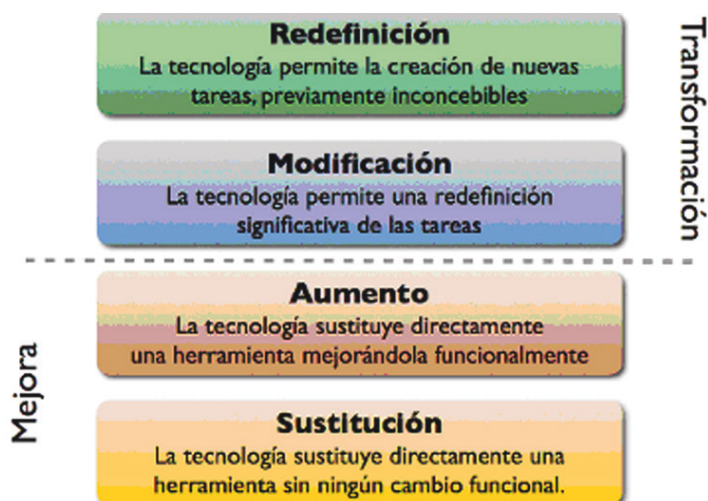 Redefinición
La tecnología permite la creación de nuevas
tareas, previamente inconcebibles
Transformación
Modificación
La tecnología permite una redefinición
significativa de las tareas
Mejora
Aumento
La tecnología sustituye directamente
una herramienta mejorándola funcionalmente
Sustitución
La tecnología sustituye directamente una
herramienta sin ningún cambio funcional.